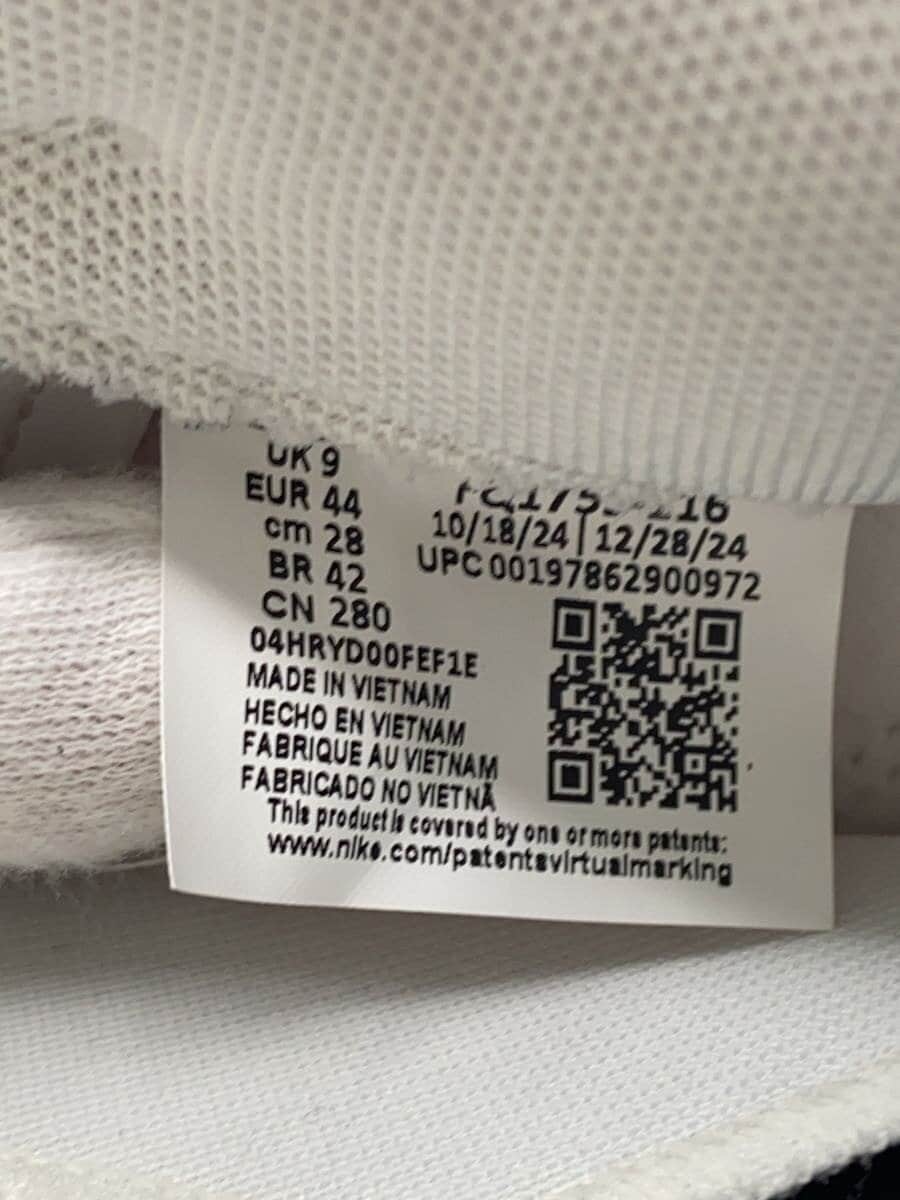 UK 9
EUR 44
cm 28
BR 42
CN 280
04HRYD00FEF1E
MADE IN VIETNAM
HECHO EN VIETNAM
FABRIQUE AU VIETNAM
FABRICADO NO VIETNÃ
10/18/24 | 12/28/24
UPC 00197862900972
This product is covered by one or more patents:
www.nike.com/patentsvirtualmarking